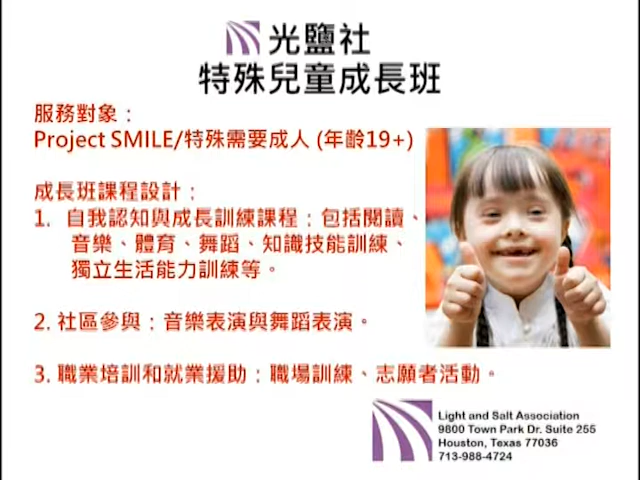 光鹽社
特殊兒童成長班
服務對象：
Project SMILE/特殊需要成人 (年齡19+)
成長班課程設計：
1. 自我認知與成長訓練課程：包括閱讀、
音樂、體育、舞蹈、知識技能訓練、
獨立生活能力訓練等。
2. 社區參與：音樂表演與舞蹈表演。
3. 職業培訓和就業援助：職場訓練、志願者活動。
Light and Salt Association
9800 Town Park Dr. Suite 255
Houston, Texas 77036
713-988-4724